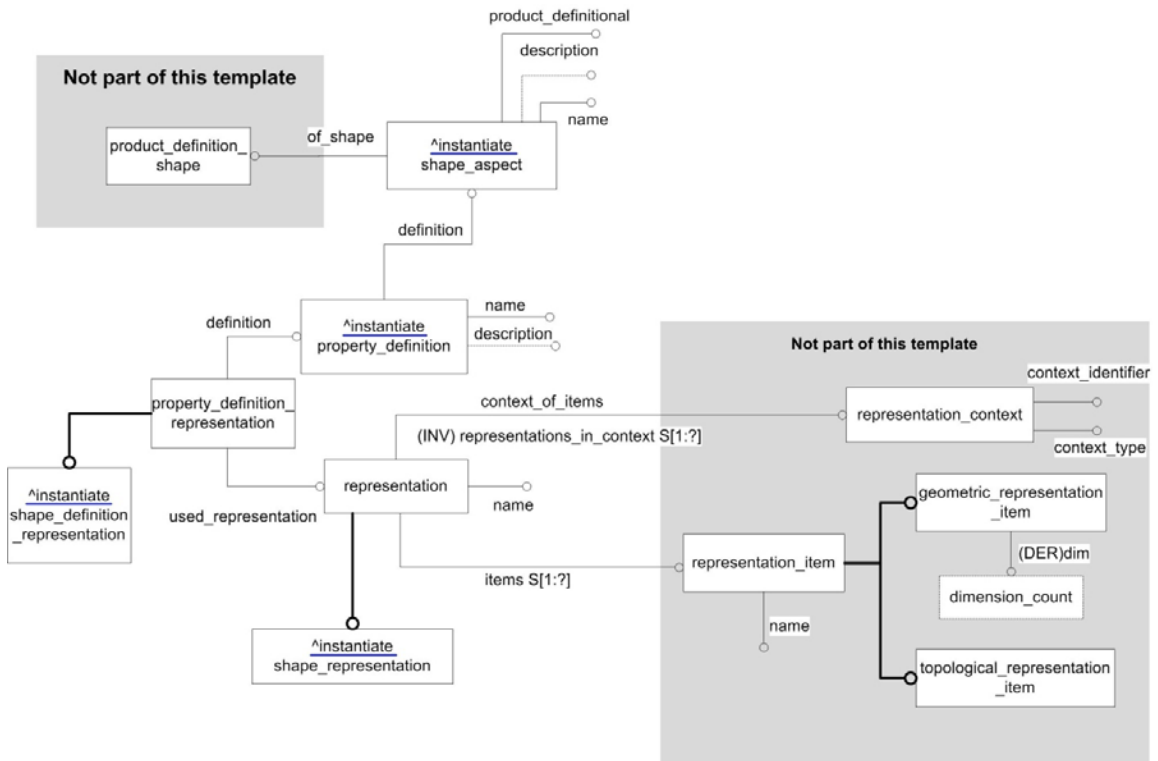 product_definitional
description
name
Not part of this template
product_definition_
shape
of_shape
^instantiate
shape_aspect
definition
name
description
definition
^instantiate
property_definition
Not part of this template
context_identifier
context_type
property_definition_
representation
context_of_items
(INV) representations_in_context S[1:?]
representation_context
^instantiate
shape_definition
_representation
used_representation
representation
name
items S[1:?]
geometric_representation
_item
(DER)dim
dimension_count
representation_item
name
topological_representation
_item
^instantiate
shape_representation